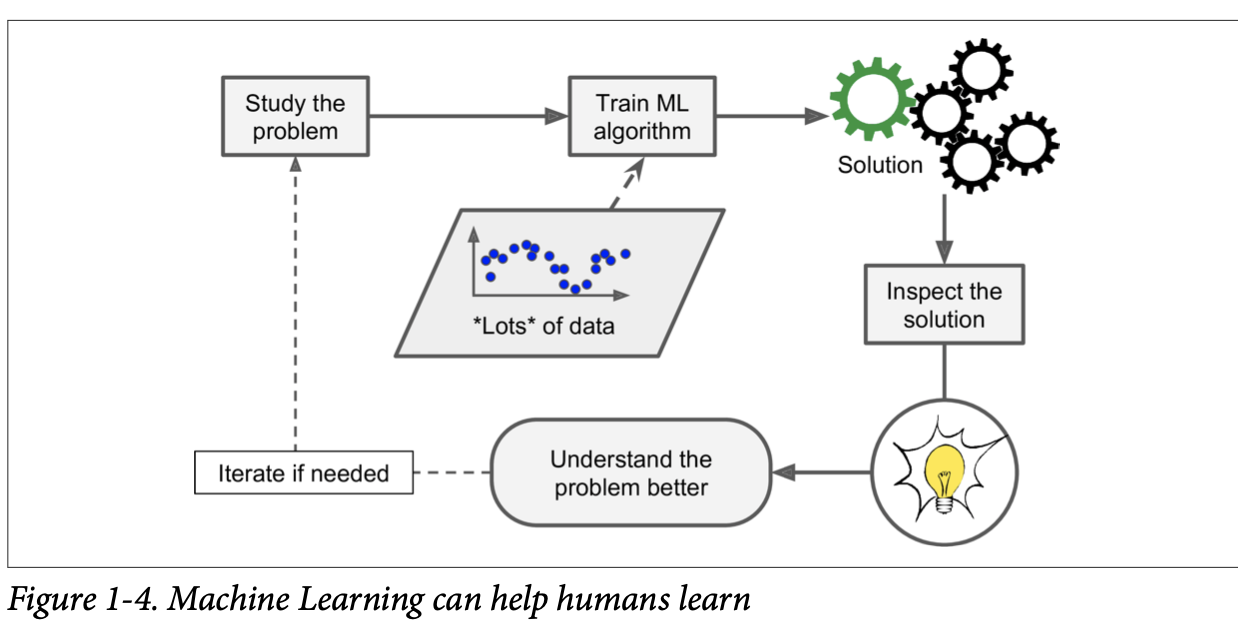 Study the
problem
Train ML
algorithm
Solution
*Lots* of data
Inspect the
solution
Understand the
problem better
Iterate if needed
Figure 1-4. Machine Learning can help humans learn